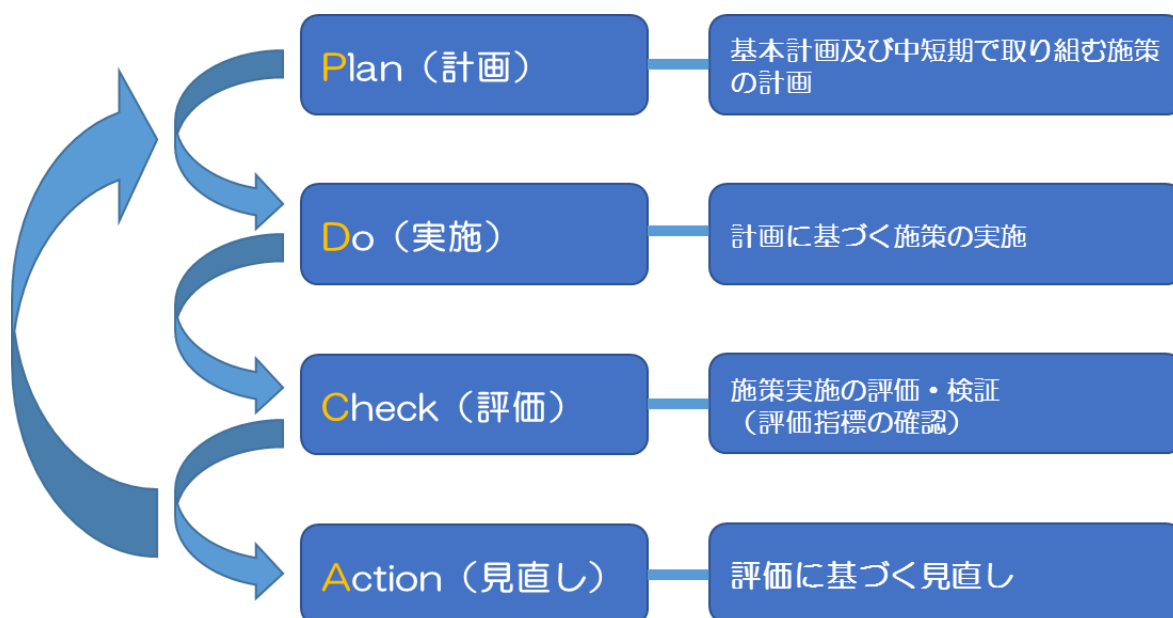 Plan（計画）
基本計画及び中短期で取り組む施策
の計画
Do（実施）
計画に基づく施策の実施
Check（評価）
施策実施の評価・検証
（評価指標の確認）
Action（見直し）
評価に基づく見直し